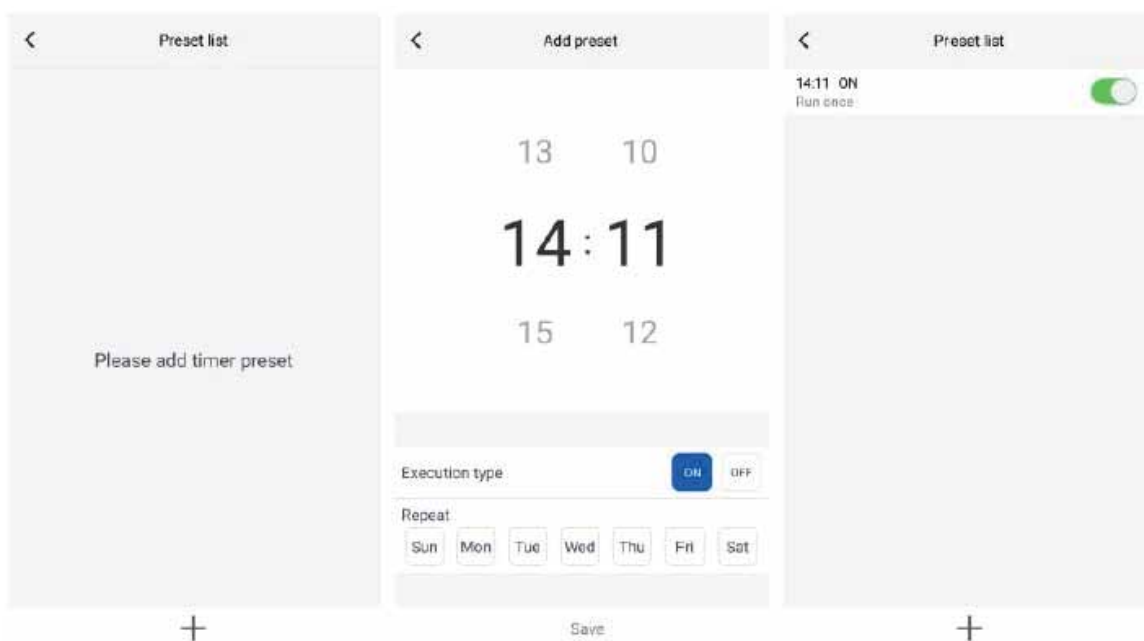 Preset list
Please add timer preset
+
Add preset
13 10
14 : 11
15 12
Execution type ON OFF
Repeat
Sun Mon Tue Wed Thu Fri Sat
Save
Preset list
14:11 ON
Run once
+